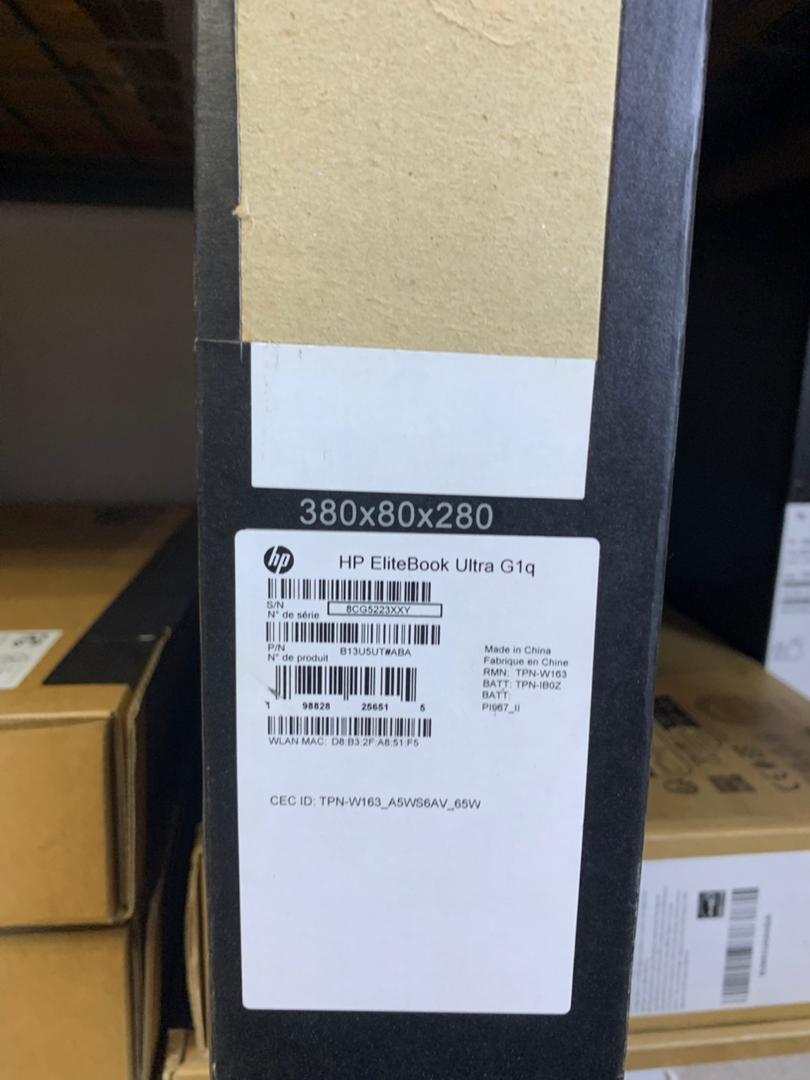 380x80x280
hp
HP EliteBook Ultra G1q
S/N
N° de série
8CG5223XXY
P/N
N° de produit
B13U5UT#ABA
1 98828 25651 5
WLAN MAC: D8:B3:2F:A8:51:F5
Made in China
Fabrique en Chine
RMN: TPN-W163
BATT: TPN-IB0Z
BATT:
PI967_II
CEC ID: TPN-W163_A5WS6AV_65W